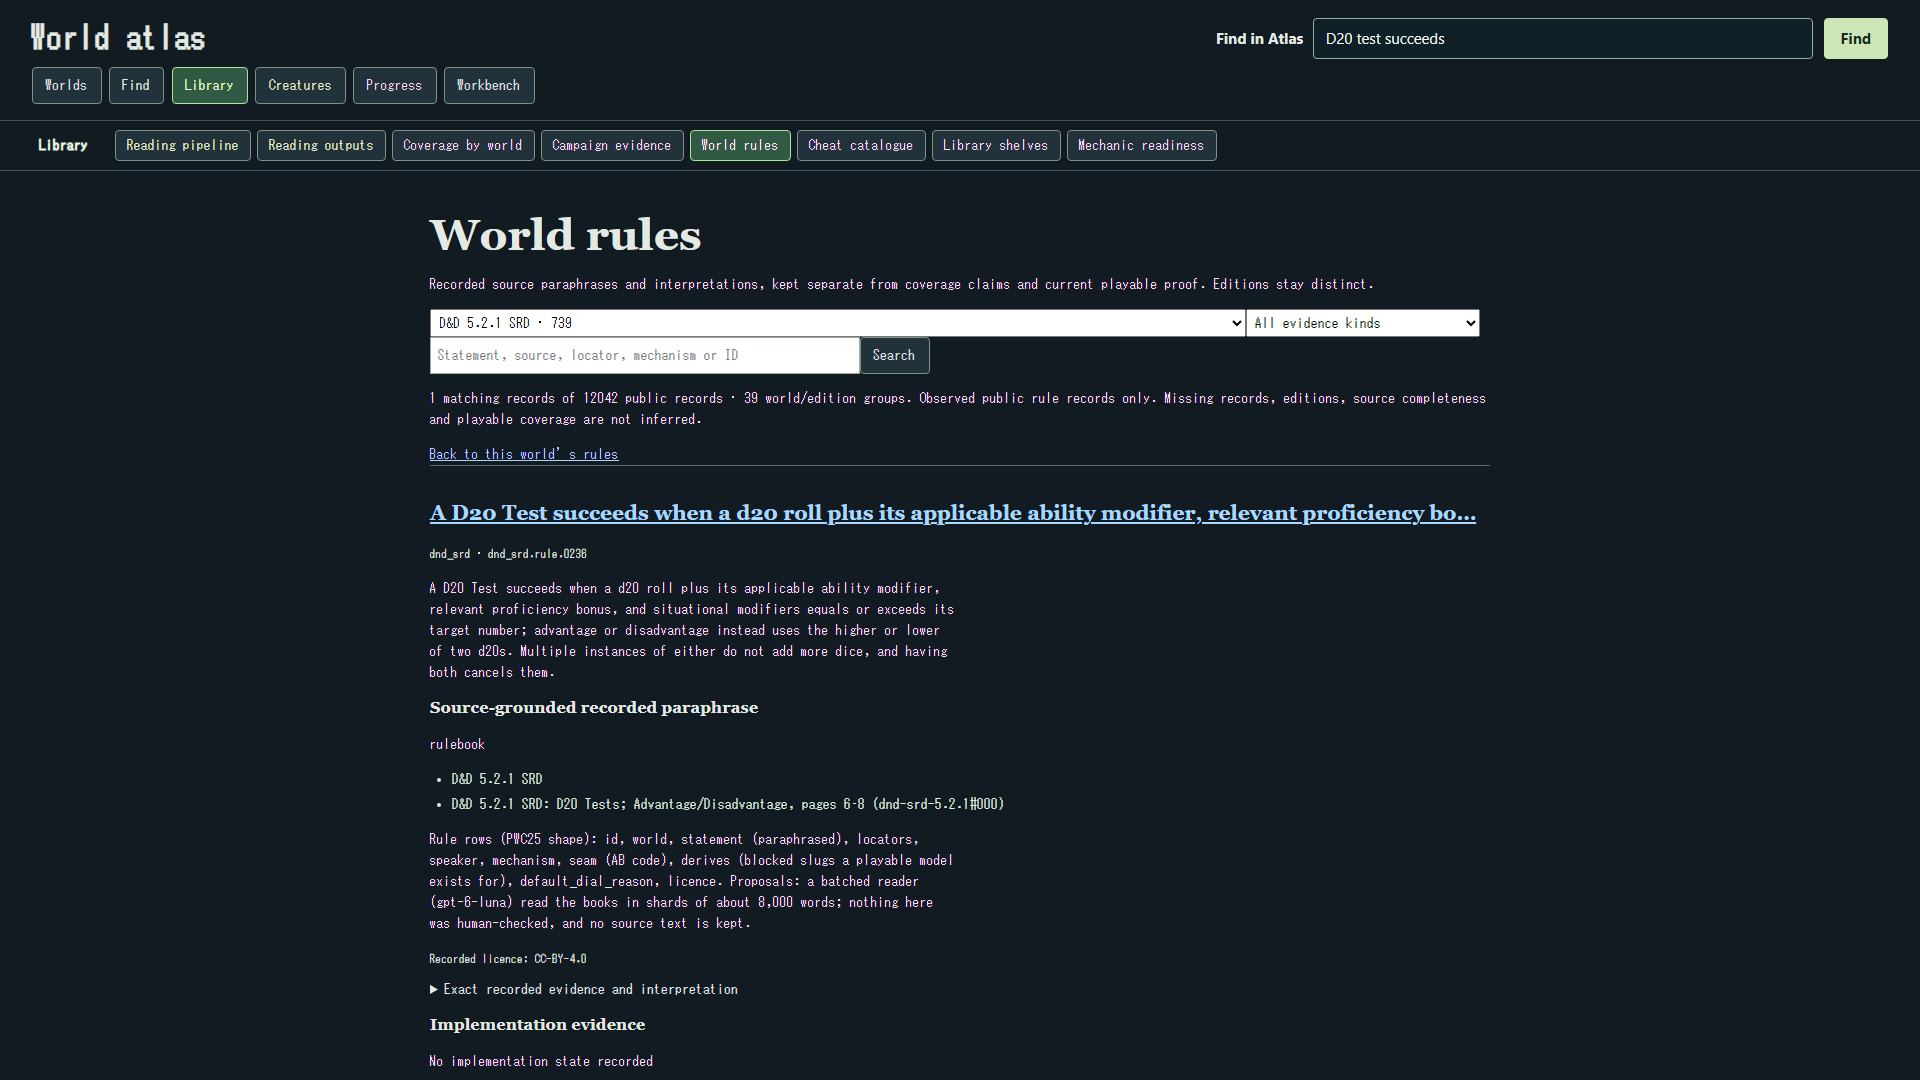 World atlas
Find in Atlas
D20 test succeeds
Find
Worlds
Find
Library
Creatures
Progress
Workbench
Library
Reading pipeline
Reading outputs
Coverage by world
Campaign evidence
World rules
Cheat catalogue
Library shelves
Mechanic readiness
World rules
Recorded source paraphrases and interpretations, kept separate from coverage claims and current playable proof. Editions stay distinct.
D&D 5.2.1 SRD · 739
All evidence kinds
Statement, source, locator, mechanism or ID
Search
1 matching records of 12042 public records · 39 world/edition groups. Observed public rule records only. Missing records, editions, source completeness
and playable coverage are not inferred.
Back to this world’s rules
A D20 Test succeeds when a d20 roll plus its applicable ability modifier, relevant proficiency bo...
dnd_srd · dnd_srd.rule.0236
A D20 Test succeeds when a d20 roll plus its applicable ability modifier,
relevant proficiency bonus, and situational modifiers equals or exceeds its
target number; advantage or disadvantage instead uses the higher or lower
of two d20s. Multiple instances of either do not add more dice, and having
both cancels them.
Source-grounded recorded paraphrase
rulebook
• D&D 5.2.1 SRD
• D&D 5.2.1 SRD: D20 Tests; Advantage/Disadvantage, pages 6-8 (dnd-srd-5.2.1#000)
Rule rows (PWC25 shape): id, world, statement (paraphrased), locators,
speaker, mechanism, seam (AB code), derives (blocked slugs a playable model
exists for), default_dial_reason, licence. Proposals: a batched reader
(gpt-6-luna) read the books in shards of about 8,000 words; nothing here
was human-checked, and no source text is kept.
Recorded licence: CC-BY-4.0
▶ Exact recorded evidence and interpretation
Implementation evidence
No implementation state recorded